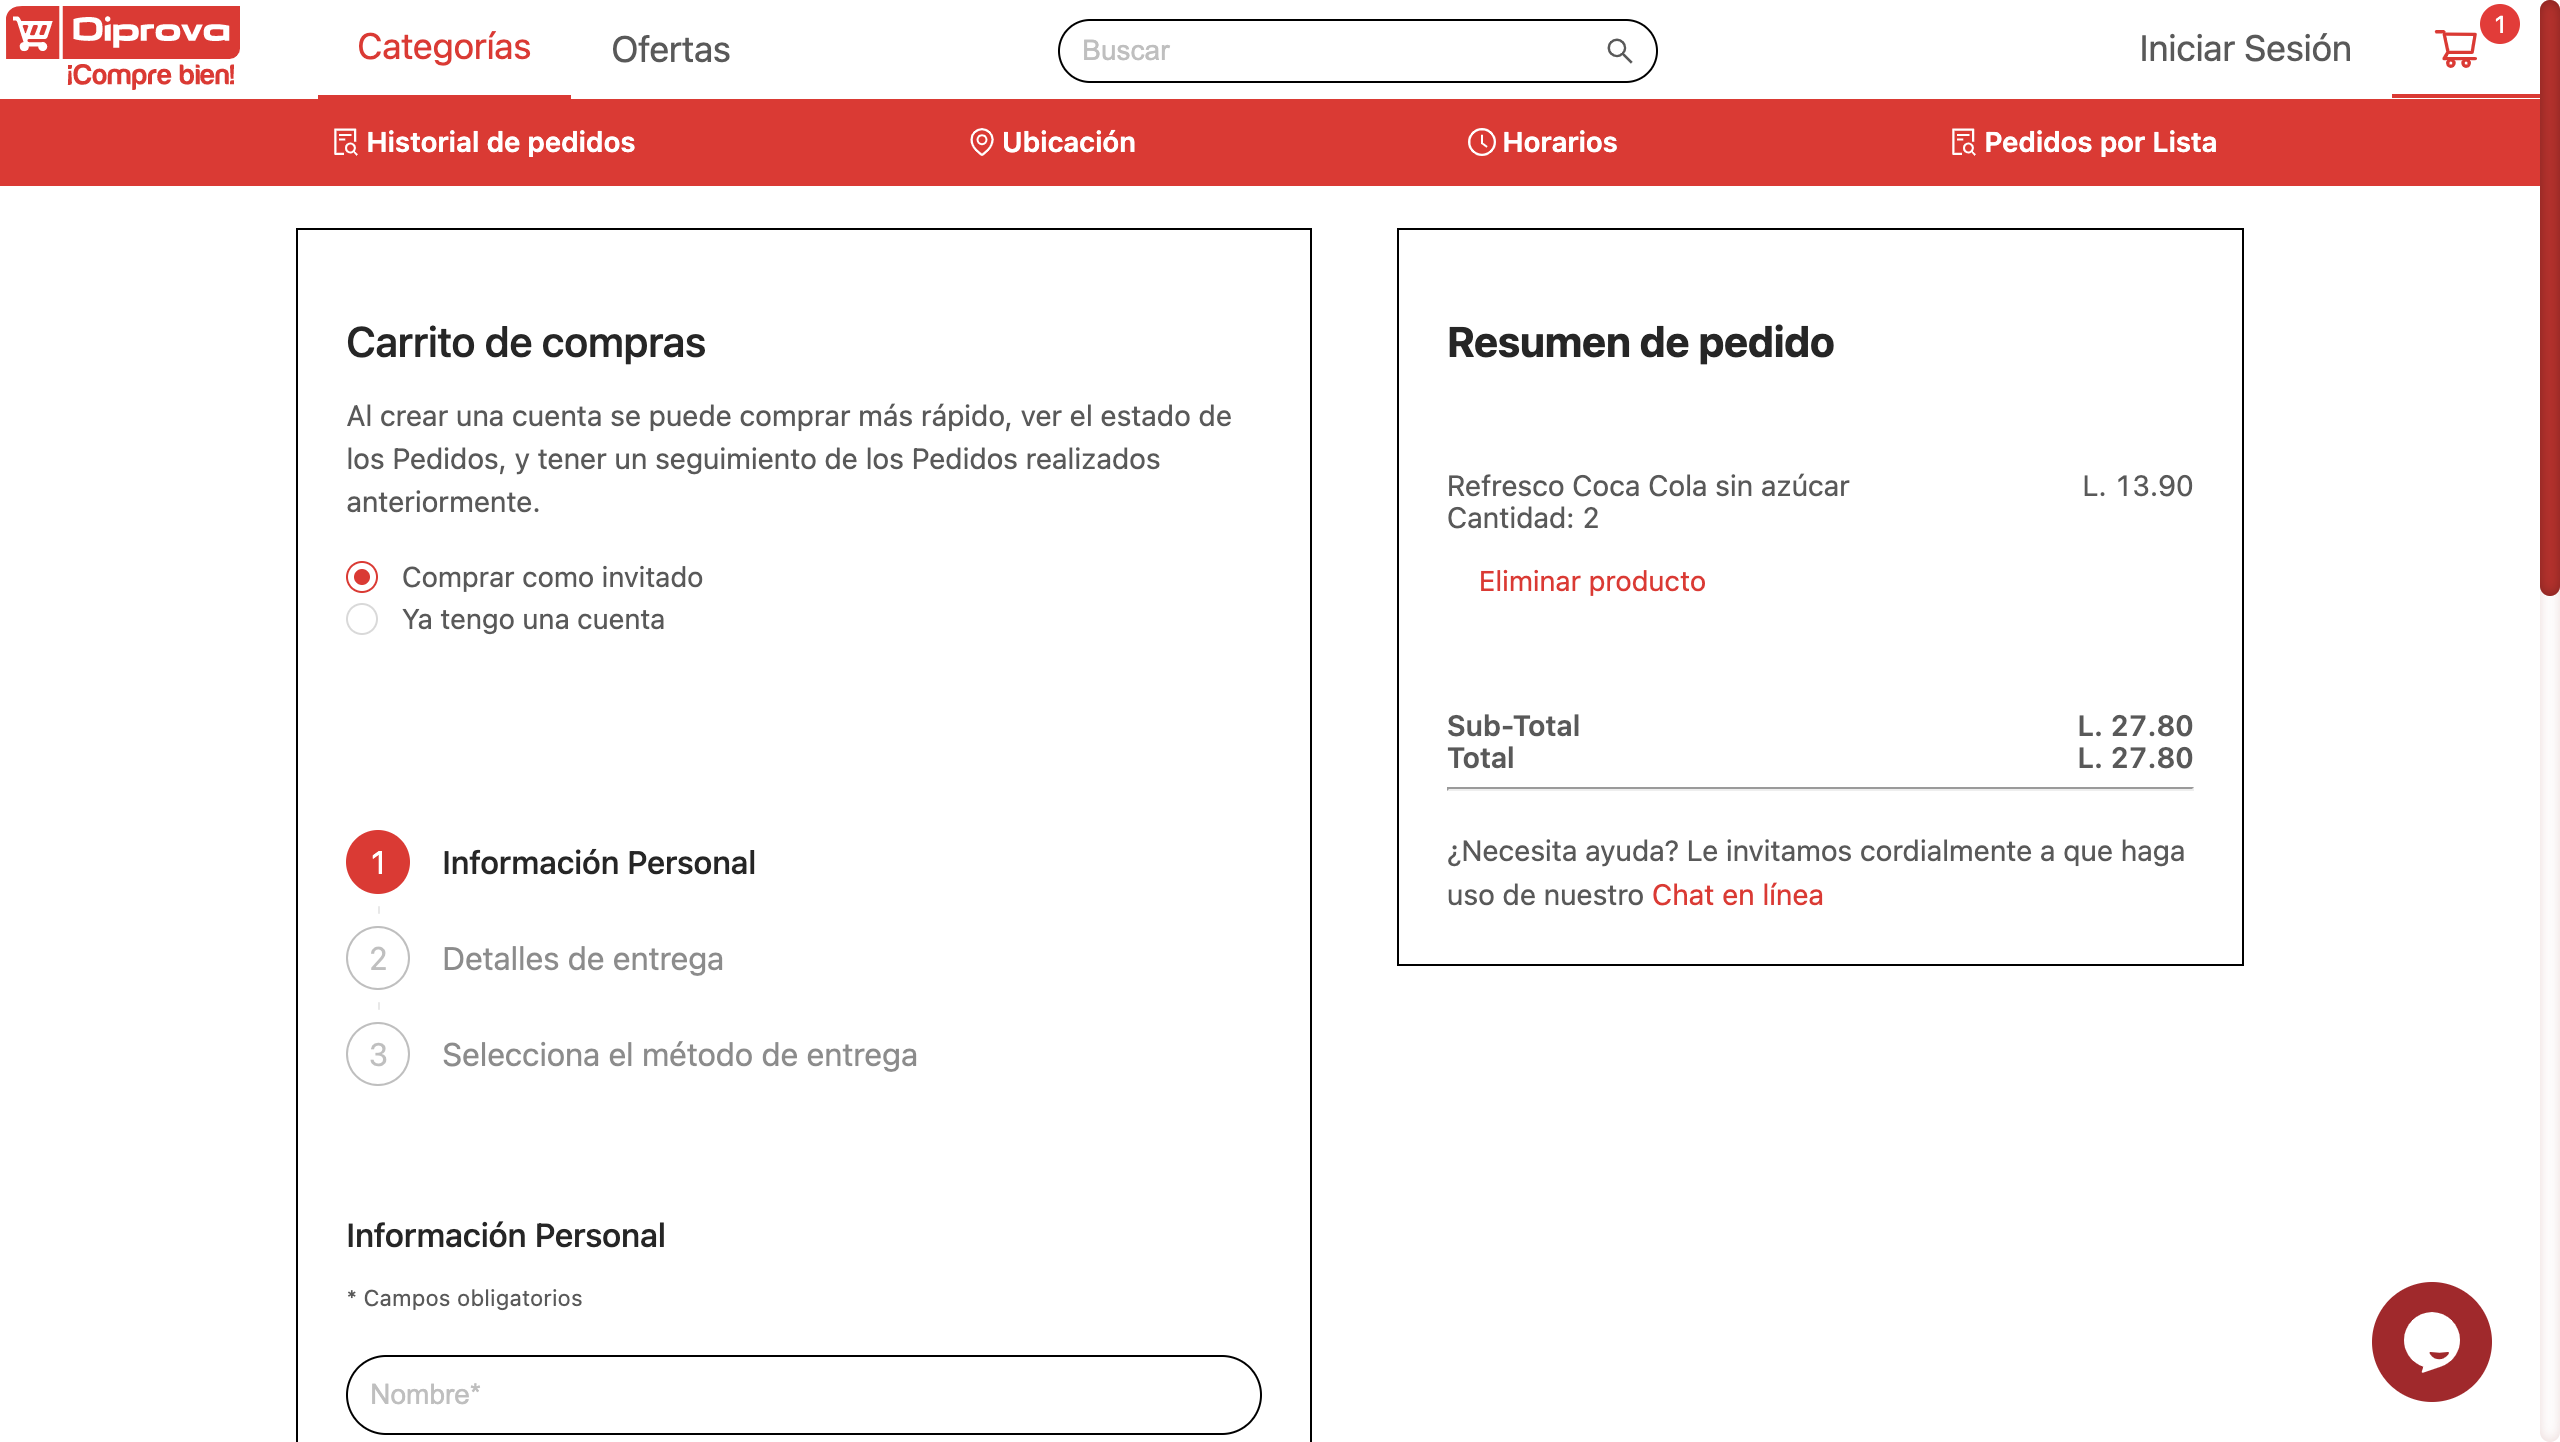 Diprova
¡Compre bien!
Categorías
Ofertas
Buscar
Iniciar Sesión
1
Historial de pedidos
Ubicación
Horarios
Pedidos por Lista
Carrito de compras
Al crear una cuenta se puede comprar más rápido, ver el estado de
los Pedidos, y tener un seguimiento de los Pedidos realizados
anteriormente.
Comprar como invitado
Ya tengo una cuenta
1 Información Personal
2 Detalles de entrega
3 Selecciona el método de entrega
Información Personal
* Campos obligatorios
Nombre*
Resumen de pedido
Refresco Coca Cola sin azúcar L. 13.90
Cantidad: 2
Eliminar producto
Sub-Total L. 27.80
Total L. 27.80
¿Necesita ayuda? Le invitamos cordialmente a que haga
uso de nuestro Chat en línea